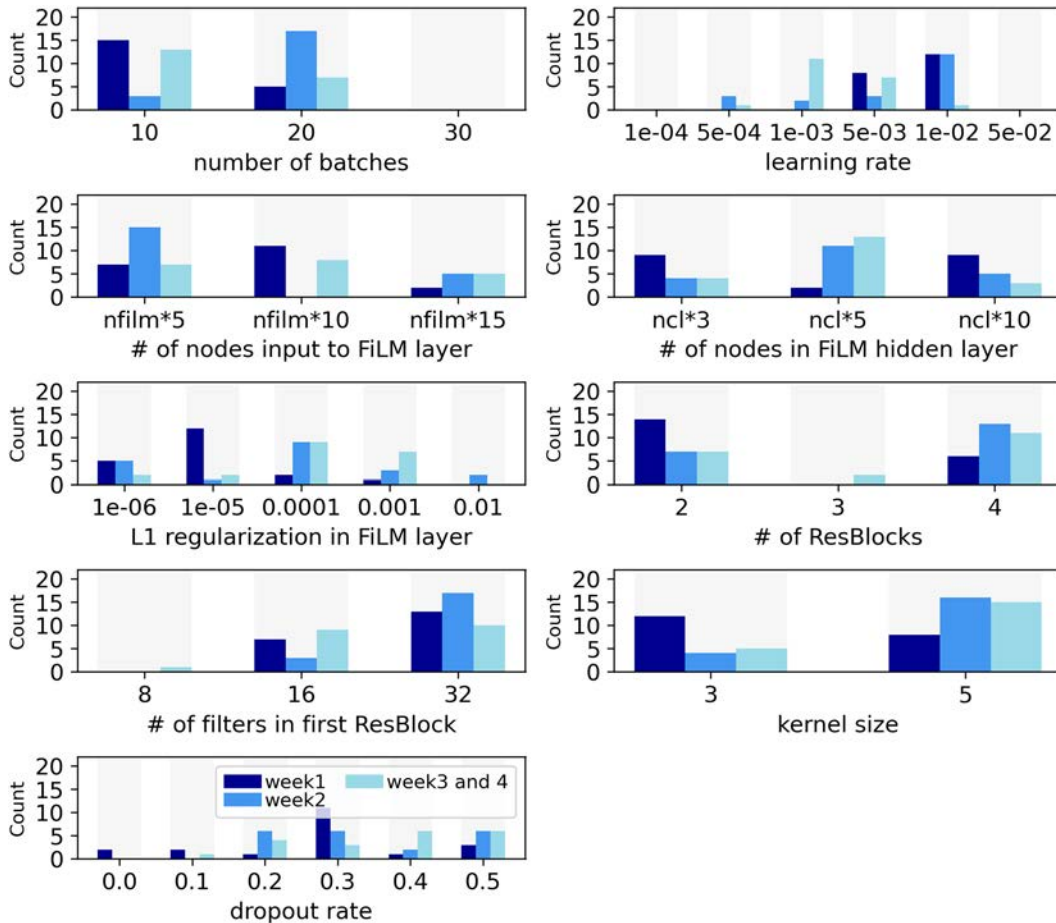 Count
20
15
10
5
0
10 20 30
number of batches
Count
20
15
10
5
0
1e-04 5e-04 1e-03 5e-03 1e-02 5e-02
learning rate
Count
20
15
10
5
0
nfilm*5 nfilm*10 nfilm*15
# of nodes input to FiLM layer
Count
20
15
10
5
0
ncl*3 ncl*5 ncl*10
# of nodes in FiLM hidden layer
Count
20
15
10
5
0
1e-06 1e-05 0.0001 0.001 0.01
L1 regularization in FiLM layer
Count
20
15
10
5
0
2 3 4
# of ResBlocks
Count
20
15
10
5
0
8 16 32
# of filters in first ResBlock
Count
20
15
10
5
0
3 5
kernel size
Count
20
15
10
5
0
week1 week3 and 4
week2
0.0 0.1 0.2 0.3 0.4 0.5
dropout rate